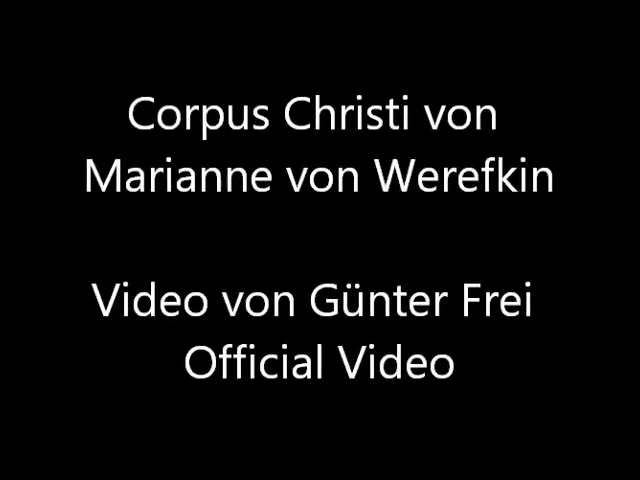 Corpus Christi von
Marianne von Werefkin
Video von Günter Frei
Official Video